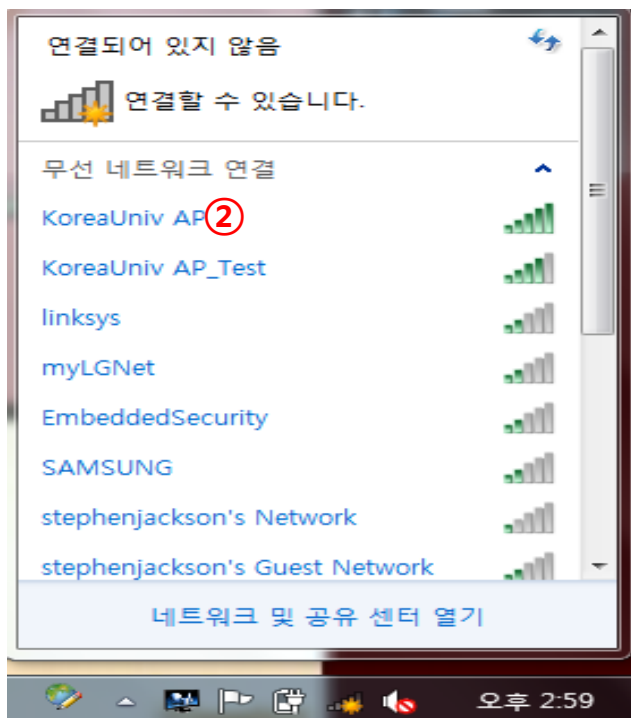 연결되어 있지 않음
연결할 수 있습니다.
무선 네트워크 연결
KoreaUniv AP ②
KoreaUniv AP_Test
linksys
myLGNet
EmbeddedSecurity
SAMSUNG
stephenjackson's Network
stephenjackson's Guest Network
네트워크 및 공유 센터 열기
오후 2:59